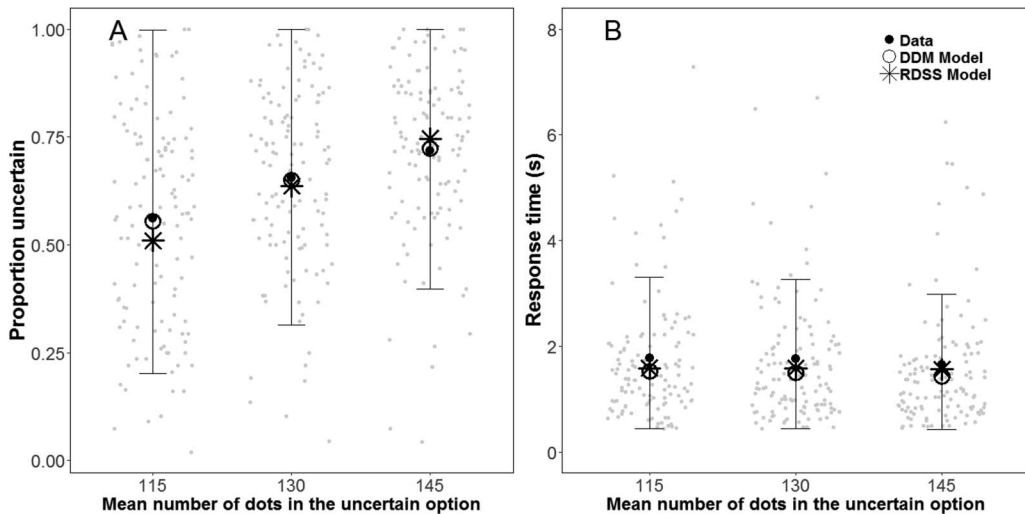 A
1.00
0.75
0.50
0.25
0.00
Proportion uncertain
115 130 145
Mean number of dots in the uncertain option
B
Data
DDM Model
RDSS Model
8
6
4
2
0
Response time (s)
115 130 145
Mean number of dots in the uncertain option